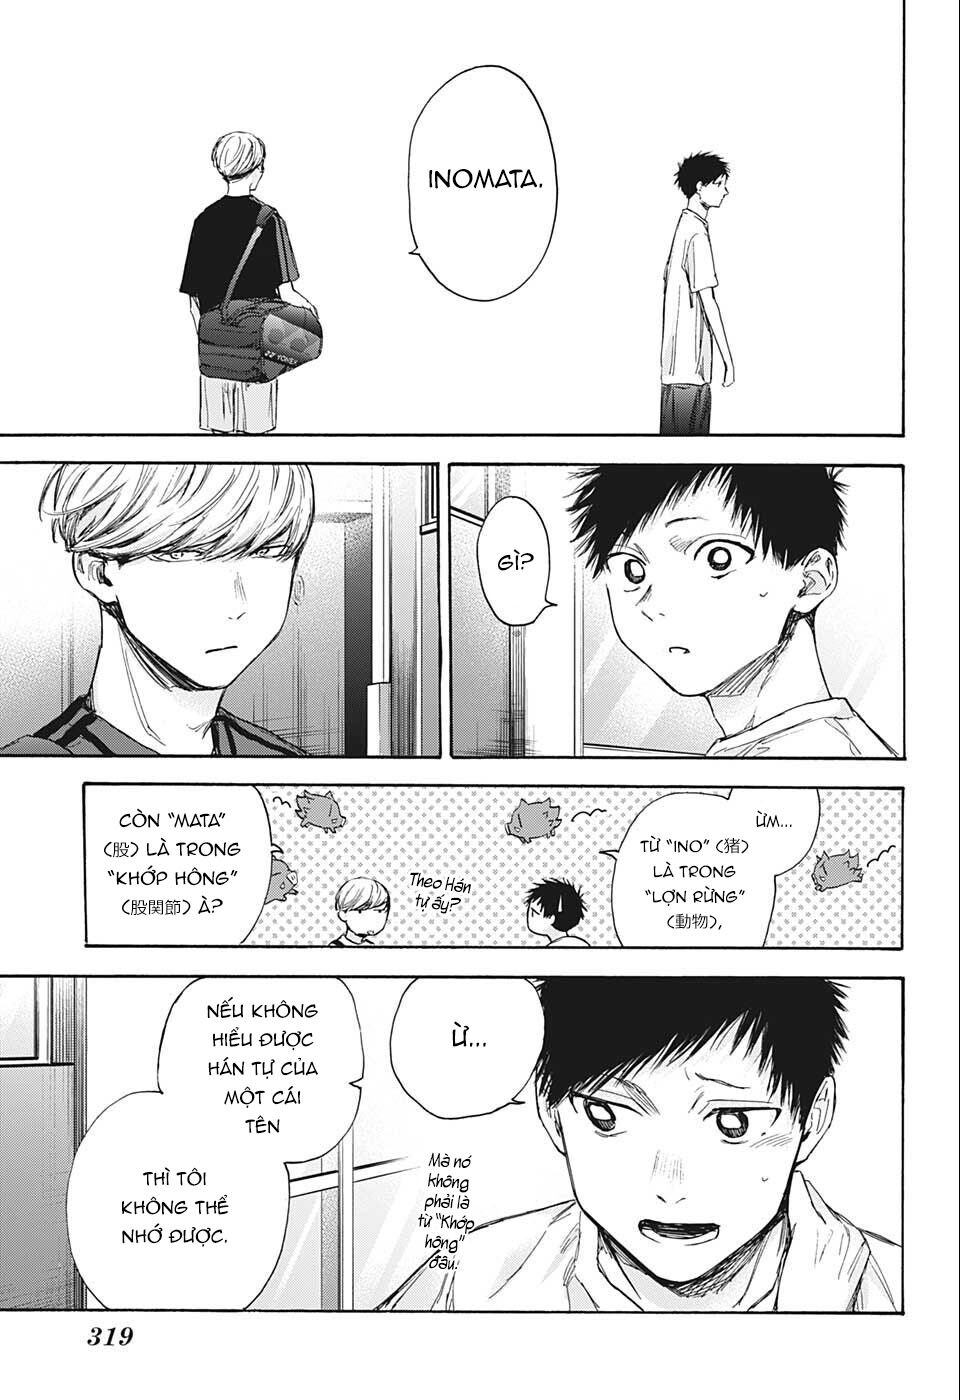 INOMATA.
YONEX
GÌ?
ỪM...
TỪ "INO" (猪)
LÀ TRONG
"LỢN RỪNG"
(動物),
Theo Hán
tự ấy?
CÒN "MATA"
(股) LÀ TRONG
"KHỚP HÔNG"
(股関節) À?
Ừ...
Mà nó
không
phải là
từ "Khớp
hông"
đâu!
NẾU KHÔNG
HIỂU ĐƯỢC
HÁN TỰ CỦA
MỘT CÁI
TÊN
THÌ TÔI
KHÔNG THỂ
NHỚ ĐƯỢC.
319